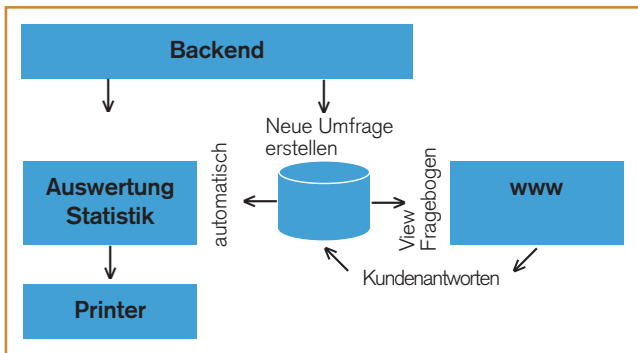 Backend
Neue Umfrage
erstellen
automatisch
Auswertung
Statistik
View
Fragebogen
www
Kundenantworten
Printer